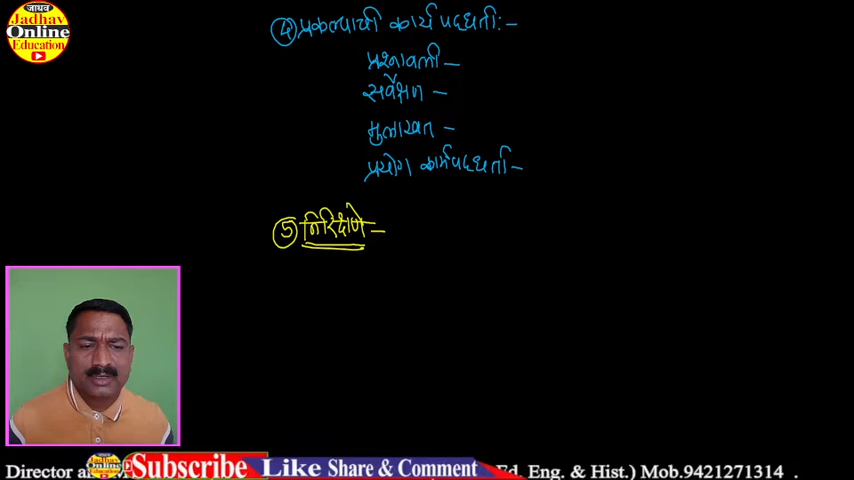 जाधव
Jadhav
Online
Education
④ प्रकल्पाची कार्य पद्धती:-
प्रश्नावली -
सर्वेक्षण -
मुलाखत -
प्रयोग कार्यपद्धती -
⑤ निरिक्षणे -
Director a
Subscribe Like Share & Comment
Ed. Eng. & Hist.) Mob.9421271314 .